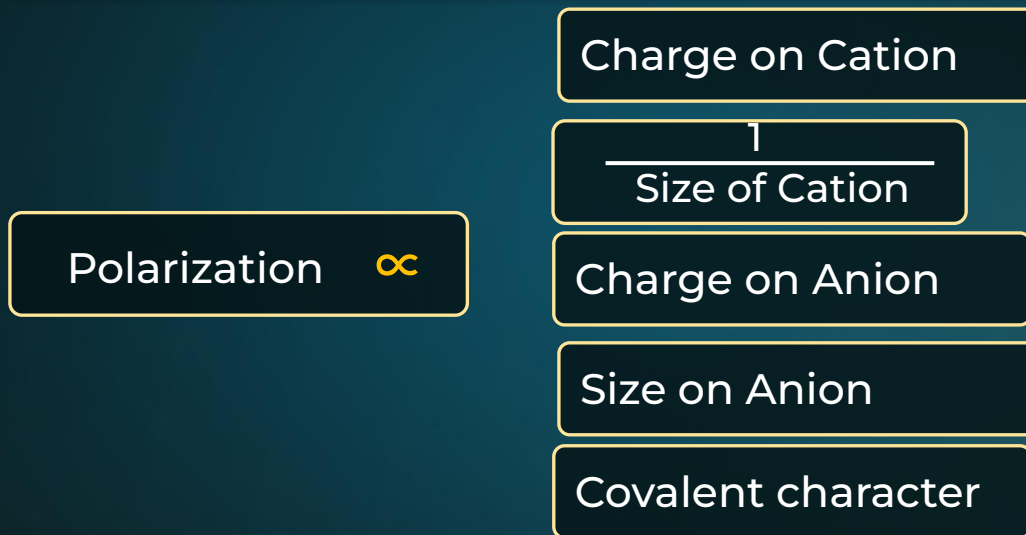 Charge on Cation
1
Size of Cation
Polarization ∝
Charge on Anion
Size on Anion
Covalent character